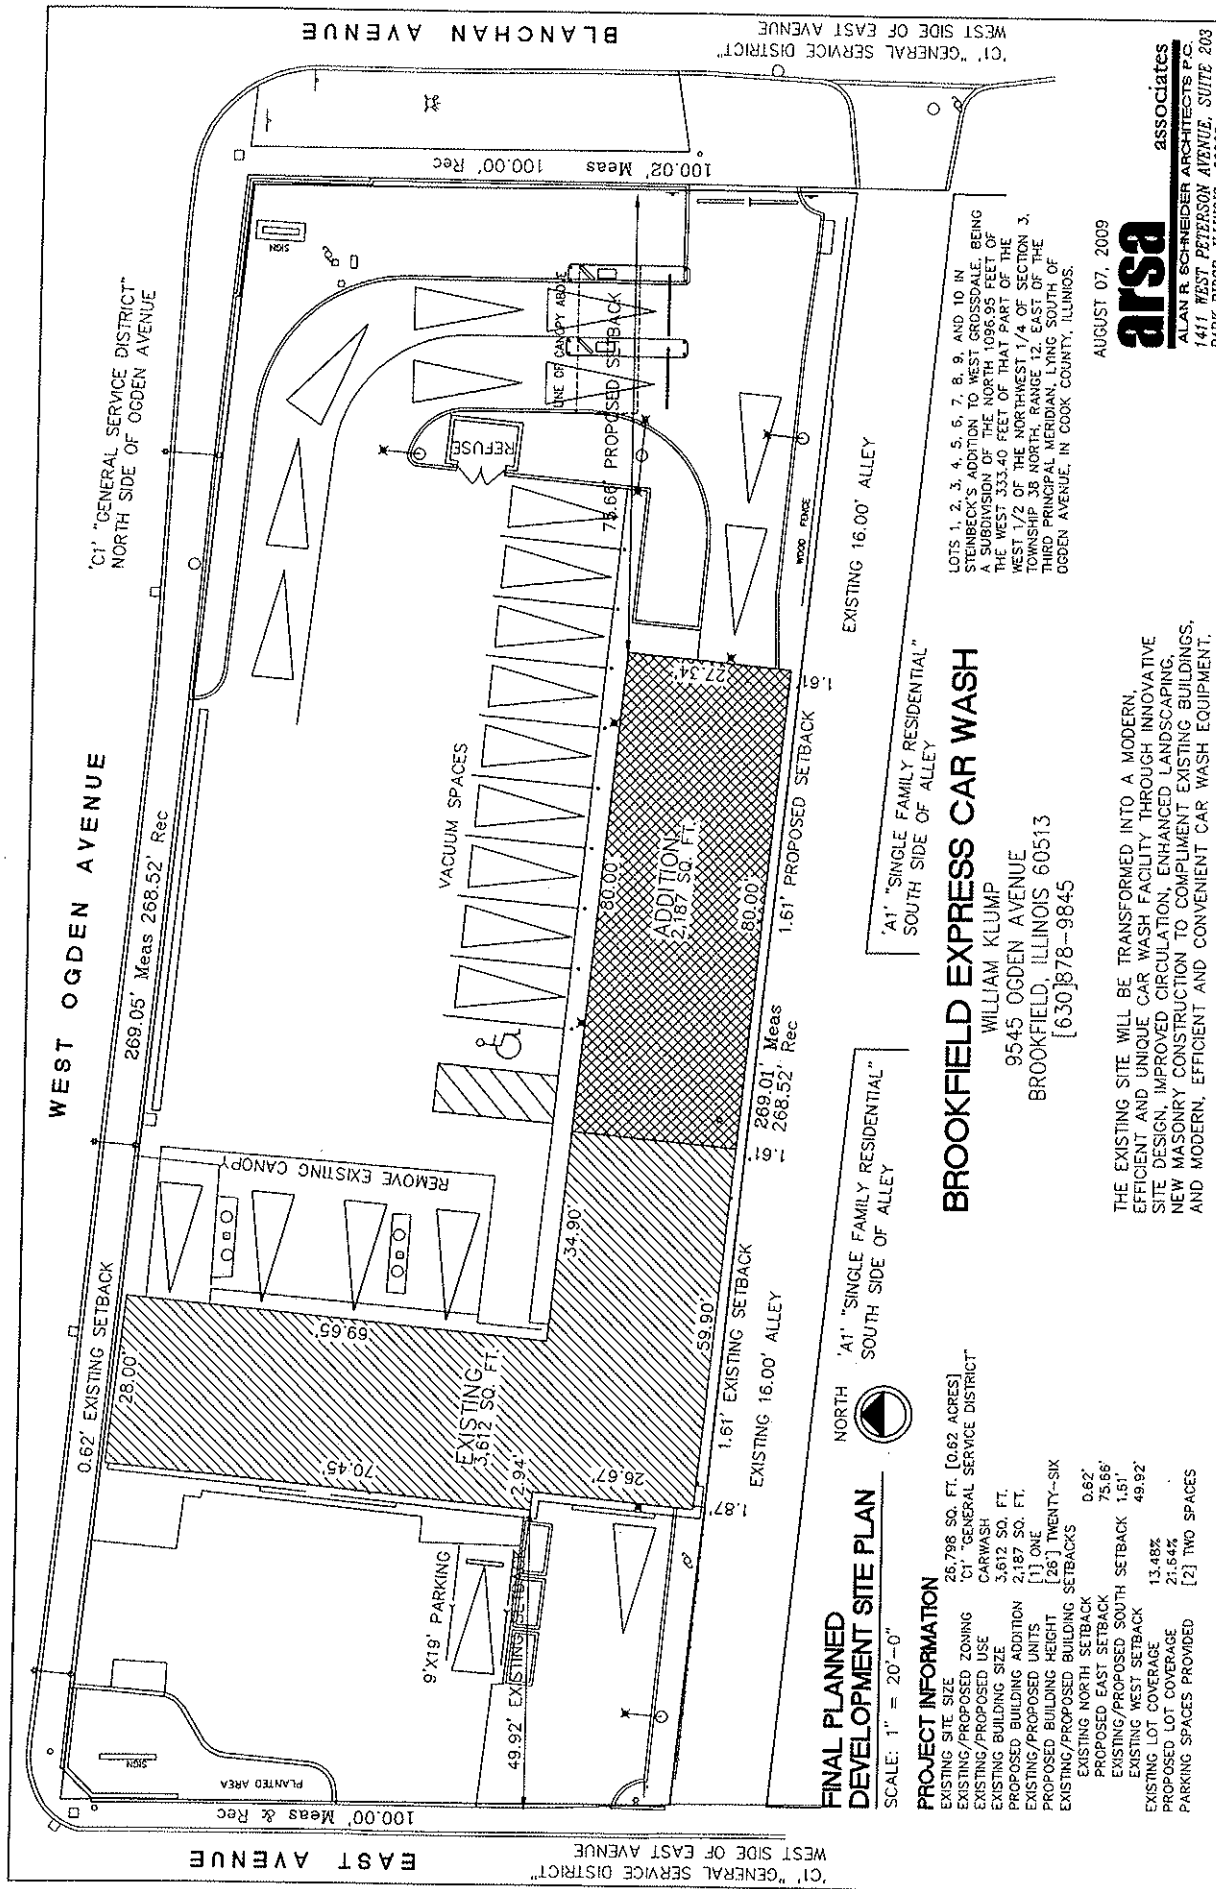 WEST OGDEN AVENUE
269.05' Meas 268.52' Rec
'C1' "GENERAL SERVICE DISTRICT"
NORTH SIDE OF OGDEN AVENUE
BLANCHAN AVENUE
'C1' "GENERAL SERVICE DISTRICT"
WEST SIDE OF EAST AVENUE
100.02' Meas 100.00' Rec
SIGN
LINE OF CANOPY ABOVE
75.66' PROPOSED SETBACK
REFUSE
VACUUM SPACES
WOOD FENCE
EXISTING 16.00' ALLEY
0.62' EXISTING SETBACK
REMOVE EXISTING CANOPY
28.00'
69.65'
70.45'
EXISTING
3,612 SQ. FT.
34.90'
2.94'
26.67'
59.90'
80.00'
ADDITION
2,187 SQ. FT.
80.00'
27.34'
1.61'
1.61' PROPOSED SETBACK
269.01' Meas
268.52' Rec
1.61'
1.61' EXISTING SETBACK
EXISTING 16.00' ALLEY
1.87'
9'X19' PARKING
49.92' EXISTING SETBACK
SIGN
PLANTED AREA
100.00' Meas & Rec
EAST AVENUE
'C1' "GENERAL SERVICE DISTRICT"
WEST SIDE OF EAST AVENUE
'A1' "SINGLE FAMILY RESIDENTIAL"
SOUTH SIDE OF ALLEY
'A1' "SINGLE FAMILY RESIDENTIAL"
SOUTH SIDE OF ALLEY
NORTH
FINAL PLANNED
DEVELOPMENT SITE PLAN
SCALE: 1" = 20'-0"
PROJECT INFORMATION
EXISTING SITE SIZE 26,798 SQ. FT. [0.62 ACRES]
EXISTING/PROPOSED ZONING 'C1' "GENERAL SERVICE DISTRICT"
EXISTING/PROPOSED USE CARWASH
EXISTING BUILDING SIZE 3,612 SQ. FT.
PROPOSED BUILDING ADDITION 2,187 SQ. FT.
EXISTING/PROPOSED UNITS [1] ONE
PROPOSED BUILDING HEIGHT [26'] TWENTY-SIX
EXISTING/PROPOSED BUILDING SETBACKS
EXISTING NORTH SETBACK 0.62'
PROPOSED EAST SETBACK 75.66'
EXISTING/PROPOSED SOUTH SETBACK 1.61'
EXISTING WEST SETBACK 49.92'
EXISTING LOT COVERAGE 13.48%
PROPOSED LOT COVERAGE 21.64%
PARKING SPACES PROVIDED [2] TWO SPACES
BROOKFIELD EXPRESS CAR WASH
WILLIAM KLUMP
9545 OGDEN AVENUE
BROOKFIELD, ILLINOIS 60513
[630]878-9845
THE EXISTING SITE WILL BE TRANSFORMED INTO A MODERN,
EFFICIENT AND UNIQUE CAR WASH FACILITY THROUGH INNOVATIVE
SITE DESIGN, IMPROVED CIRCULATION, ENHANCED LANDSCAPING,
NEW MASONRY CONSTRUCTION TO COMPLIMENT EXISTING BUILDINGS,
AND MODERN, EFFICIENT AND CONVENIENT CAR WASH EQUIPMENT.
LOTS 1, 2, 3, 4, 5, 6, 7, 8, 9, AND 10 IN
STEINBECK'S ADDITION TO WEST GROSSDALE, BEING
A SUBDIVISION OF THE NORTH 1096.95 FEET OF
THE WEST 333.40 FEET OF THAT PART OF THE
WEST 1/2 OF THE NORTHWEST 1/4 OF SECTION 3,
TOWNSHIP 38 NORTH, RANGE 12, EAST OF THE
THIRD PRINCIPAL MERIDIAN, LYING SOUTH OF
OGDEN AVENUE, IN COOK COUNTY, ILLINIOS.
AUGUST 07, 2009
arsa associates
ALAN R. SCHNEIDER ARCHITECTS P.C.
1411 WEST PETERSON AVENUE, SUITE 203